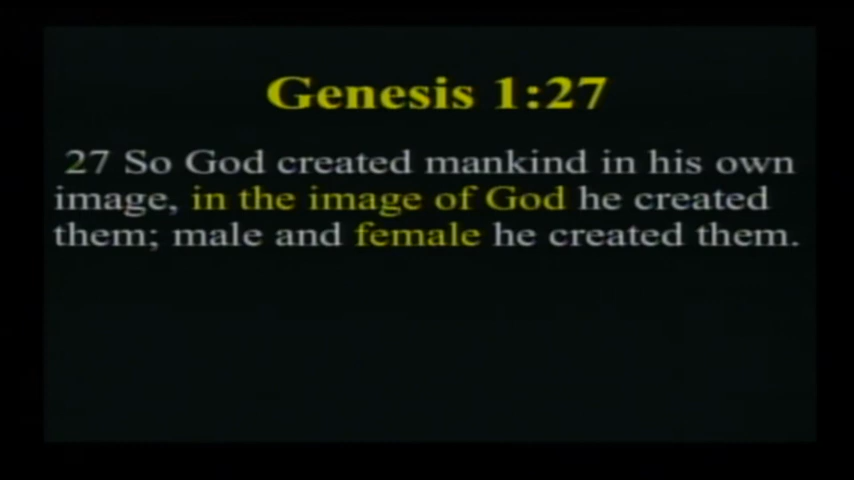 Genesis 1:27
27 So God created mankind in his own
image, in the image of God he created
them; male and female he created them.